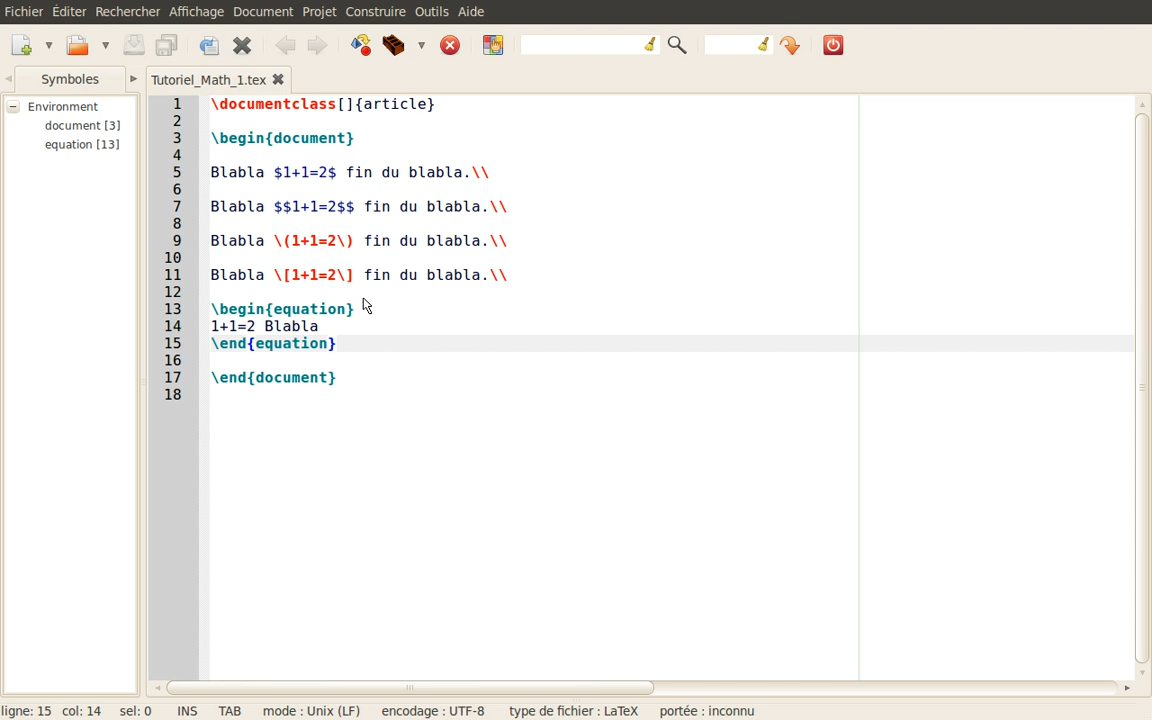 Fichier Éditer Rechercher Affichage Document Projet Construire Outils Aide
Symboles
Tutoriel_Math_1.tex
Environment
document [3]
equation [13]
1 \documentclass[]{article}
2
3 \begin{document}
4
5 Blabla $1+1=2$ fin du blabla.\\
6
7 Blabla $$1+1=2$$ fin du blabla.\\
8
9 Blabla \(1+1=2\) fin du blabla.\\
10
11 Blabla \[1+1=2\] fin du blabla.\\
12
13 \begin{equation}
14 1+1=2 Blabla
15 \end{equation}
16
17 \end{document}
18
ligne: 15 col: 14 sel: 0 INS TAB mode : Unix (LF) encodage : UTF-8 type de fichier : LaTeX portée : inconnu